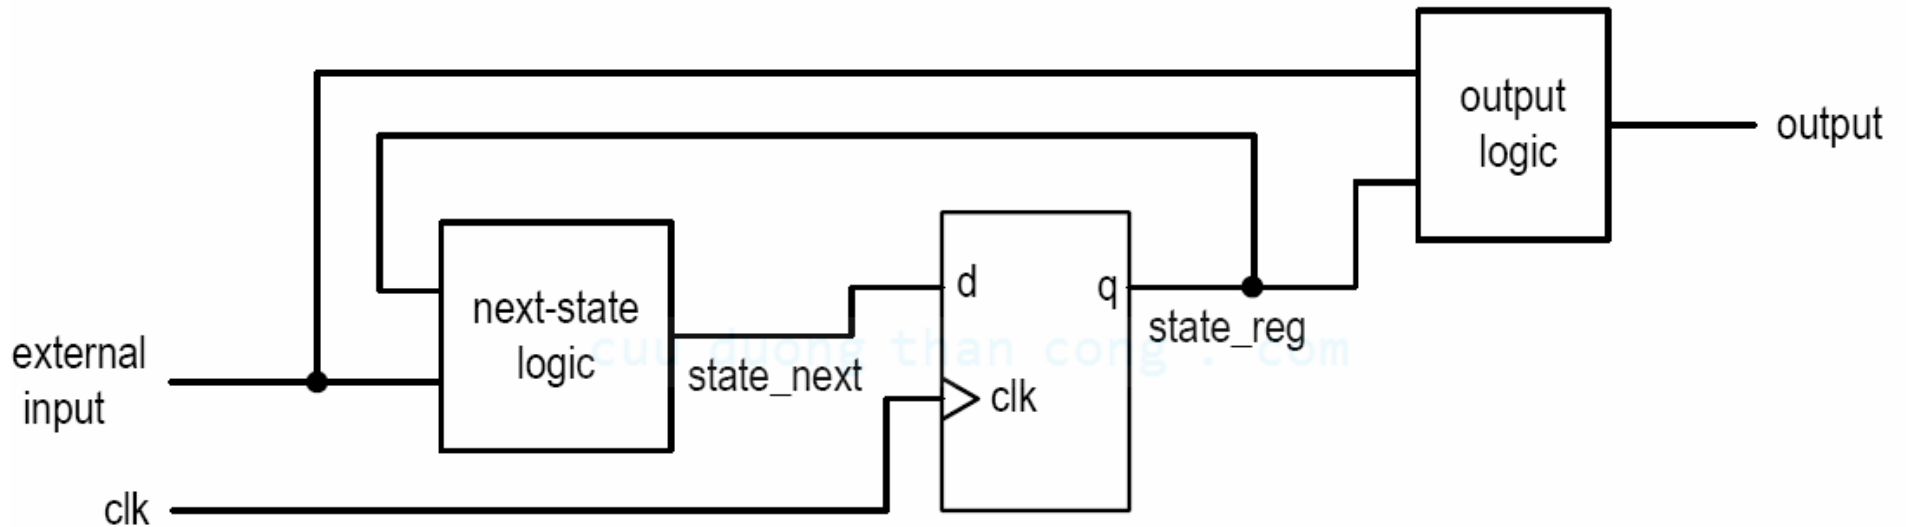 output
logic
output
next-state
logic
d
q
state_reg
external
input
state_next
clk
clk
cuu duong than cong . com